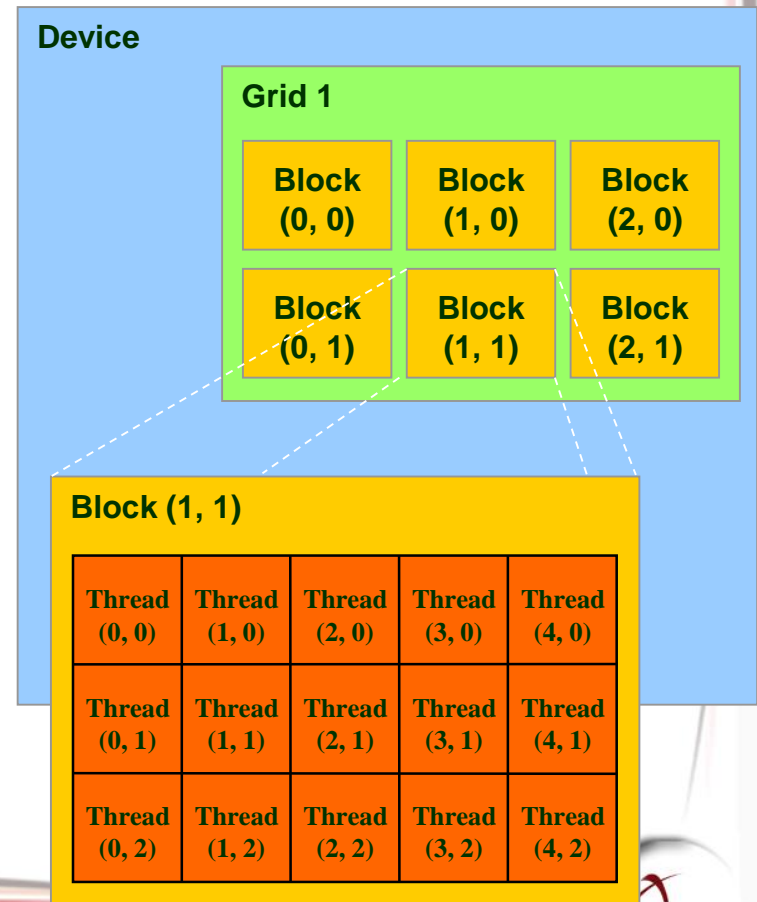 Device
Grid 1
Block Block Block
(0, 0) (1, 0) (2, 0)
Block Block Block
(0, 1) (1, 1) (2, 1)
Block (1, 1)
Thread Thread Thread Thread Thread
(0, 0) (1, 0) (2, 0) (3, 0) (4, 0)
Thread Thread Thread Thread Thread
(0, 1) (1, 1) (2, 1) (3, 1) (4, 1)
Thread Thread Thread Thread Thread
(0, 2) (1, 2) (2, 2) (3, 2) (4, 2)